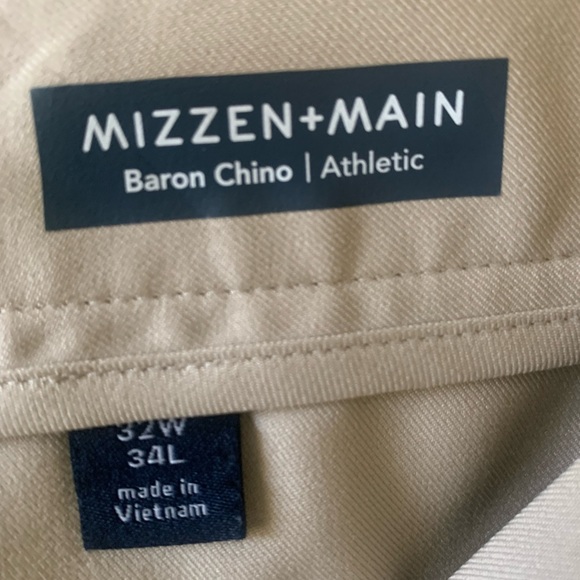 MIZZEN+MAIN
Baron Chino | Athletic
32W
34L
made in
Vietnam